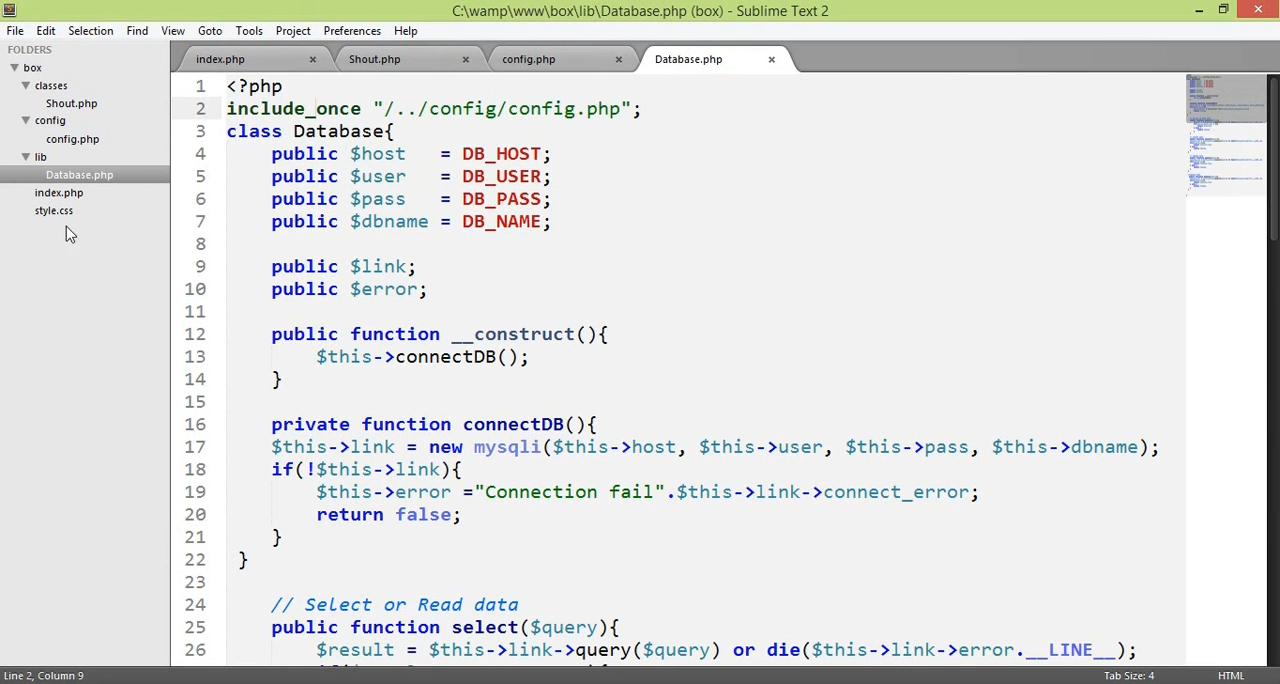 C:\wamp\www\box\lib\Database.php (box) - Sublime Text 2
File Edit Selection Find View Goto Tools Project Preferences Help
FOLDERS
box
classes
Shout.php
config
config.php
lib
Database.php
index.php
style.css
index.php × Shout.php × config.php × Database.php ×
1 <?php
2 include_once "/../config/config.php";
3 class Database{
4 public $host = DB_HOST;
5 public $user = DB_USER;
6 public $pass = DB_PASS;
7 public $dbname = DB_NAME;
8
9 public $link;
10 public $error;
11
12 public function __construct(){
13 $this->connectDB();
14 }
15
16 private function connectDB(){
17 $this->link = new mysqli($this->host, $this->user, $this->pass, $this->dbname);
18 if(!$this->link){
19 $this->error ="Connection fail".$this->link->connect_error;
20 return false;
21 }
22 }
23
24 // Select or Read data
25 public function select($query){
26 $result = $this->link->query($query) or die($this->link->error.__LINE__);
Line 2, Column 9
Tab Size: 4
HTML